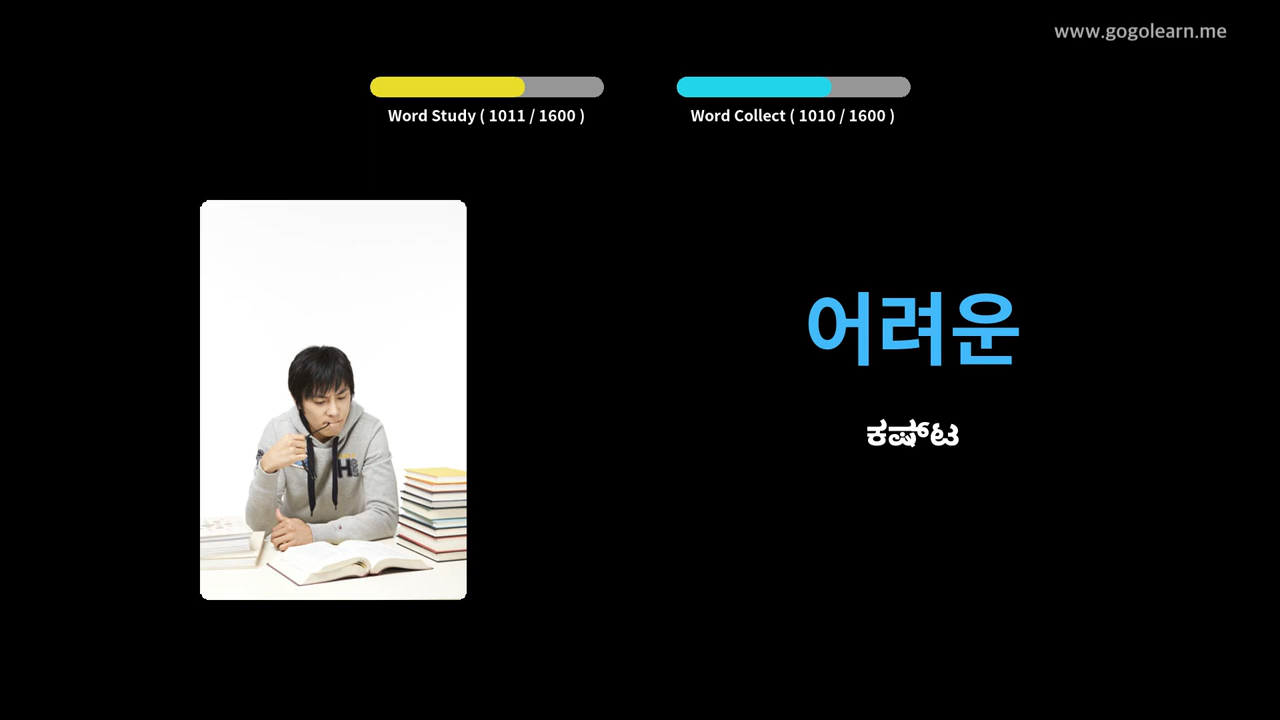 www.gogolearn.me
Word Study ( 1011 / 1600 )
Word Collect ( 1010 / 1600 )
어려운
ಕಷ್ಟ
H